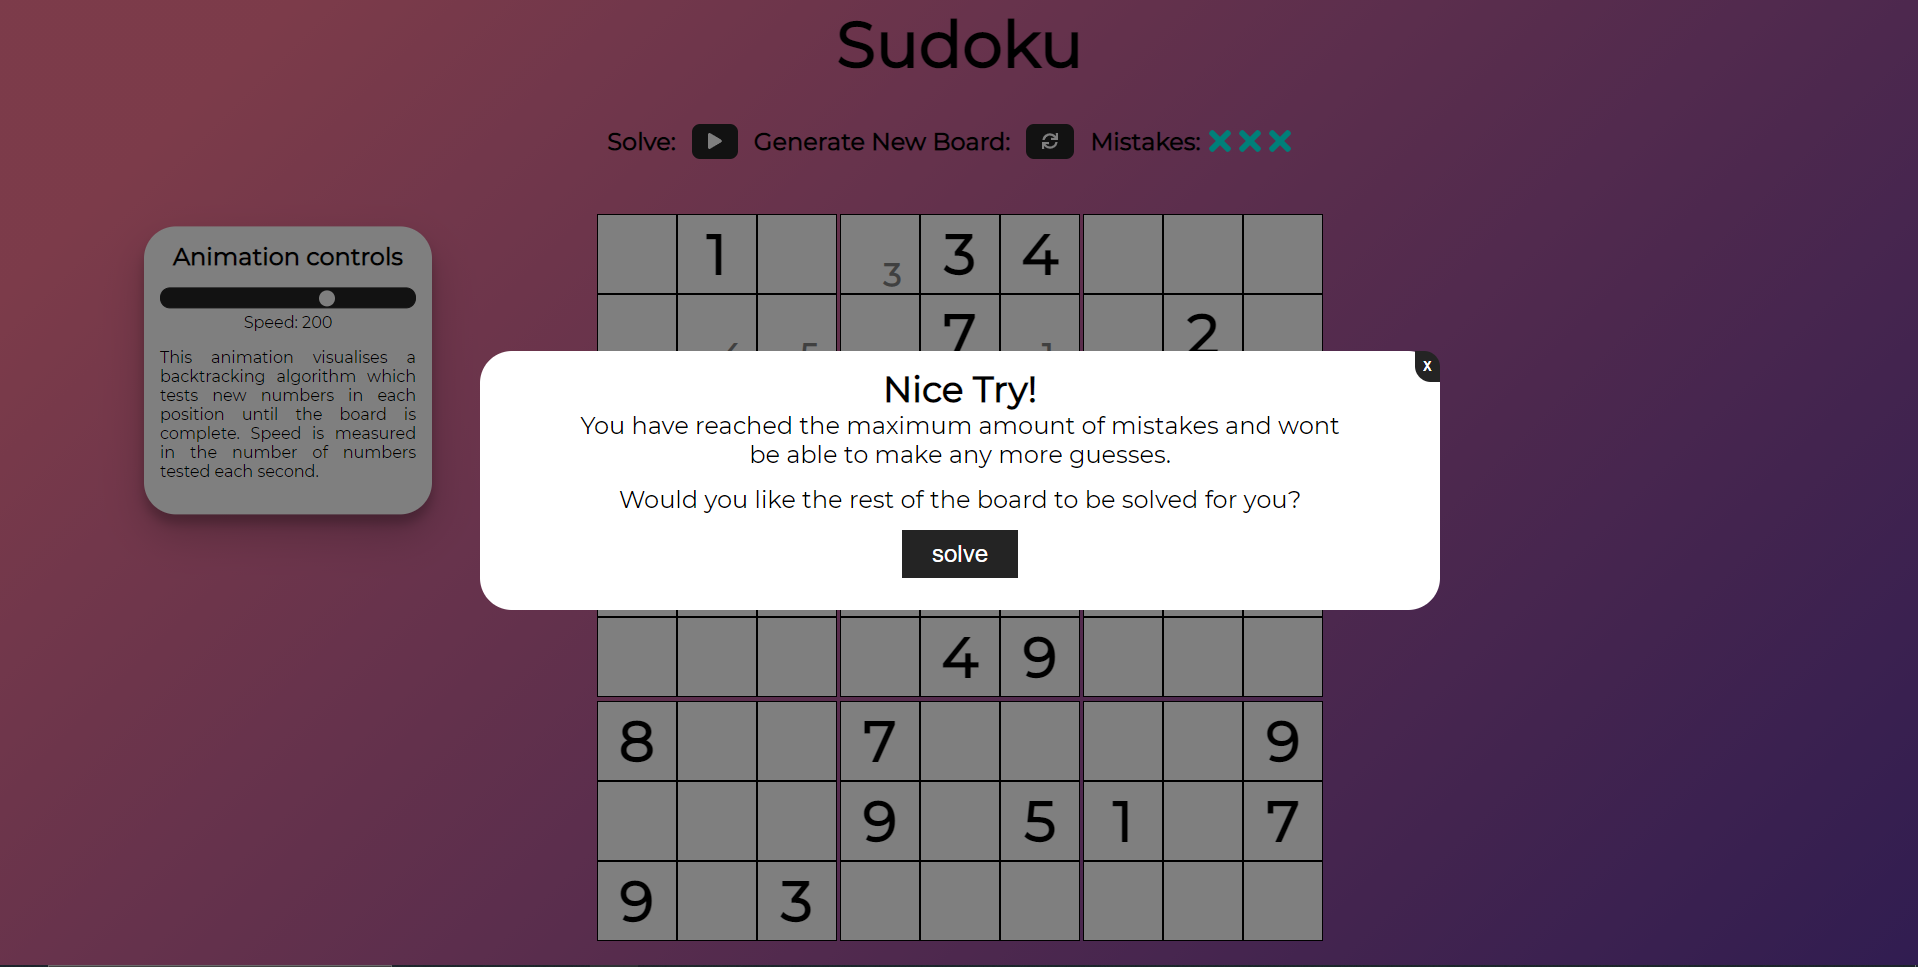 Sudoku
Solve: Generate New Board: Mistakes:
Animation controls
Speed: 200
This animation visualises a
backtracking algorithm which
tests new numbers in each
position until the board is
complete. Speed is measured
in the number of numbers
tested each second.
1 3 3 4
7 1 2
x
Nice Try!
You have reached the maximum amount of mistakes and wont
be able to make any more guesses.
Would you like the rest of the board to be solved for you?
solve
4 9
8 7 9
9 5 1 7
9 3